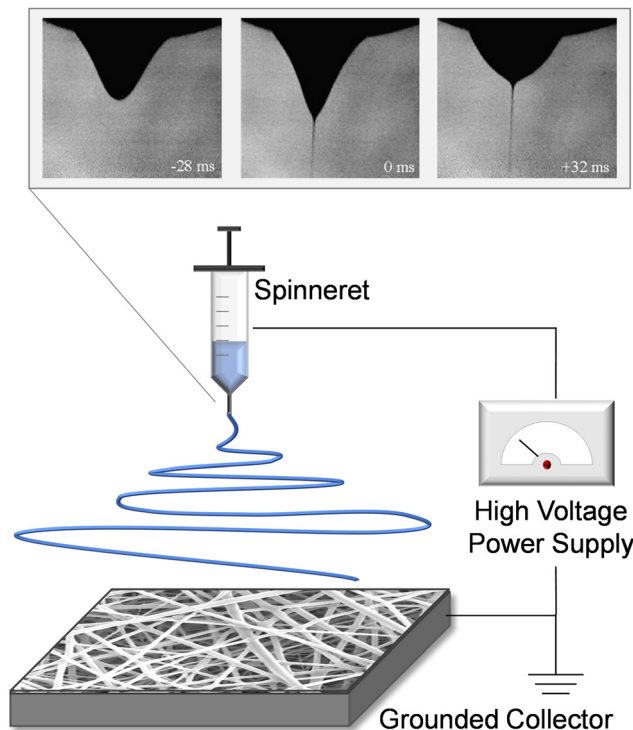 -28 ms
0 ms
+32 ms
Spinneret
High Voltage
Power Supply
Grounded Collector